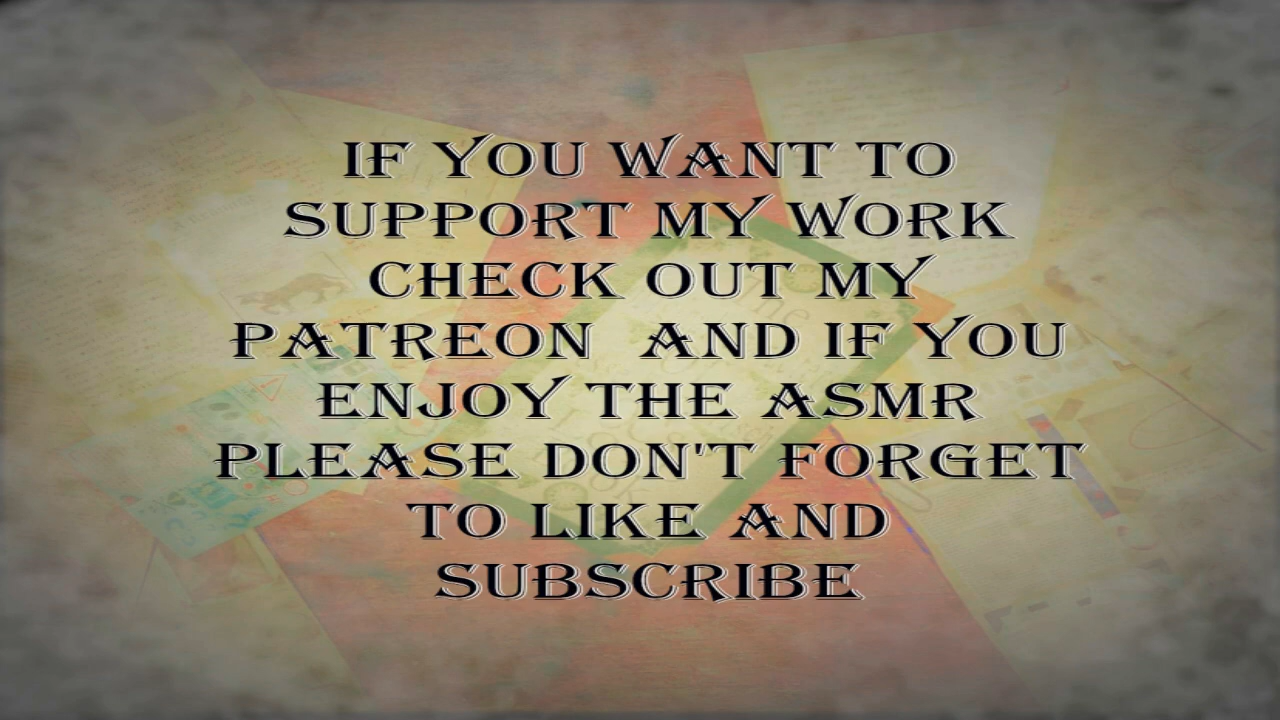 IF YOU WANT TO
SUPPORT MY WORK
CHECK OUT MY
PATREON  AND IF YOU
ENJOY THE ASMR
PLEASE DON'T FORGET
TO LIKE AND
SUBSCRIBE